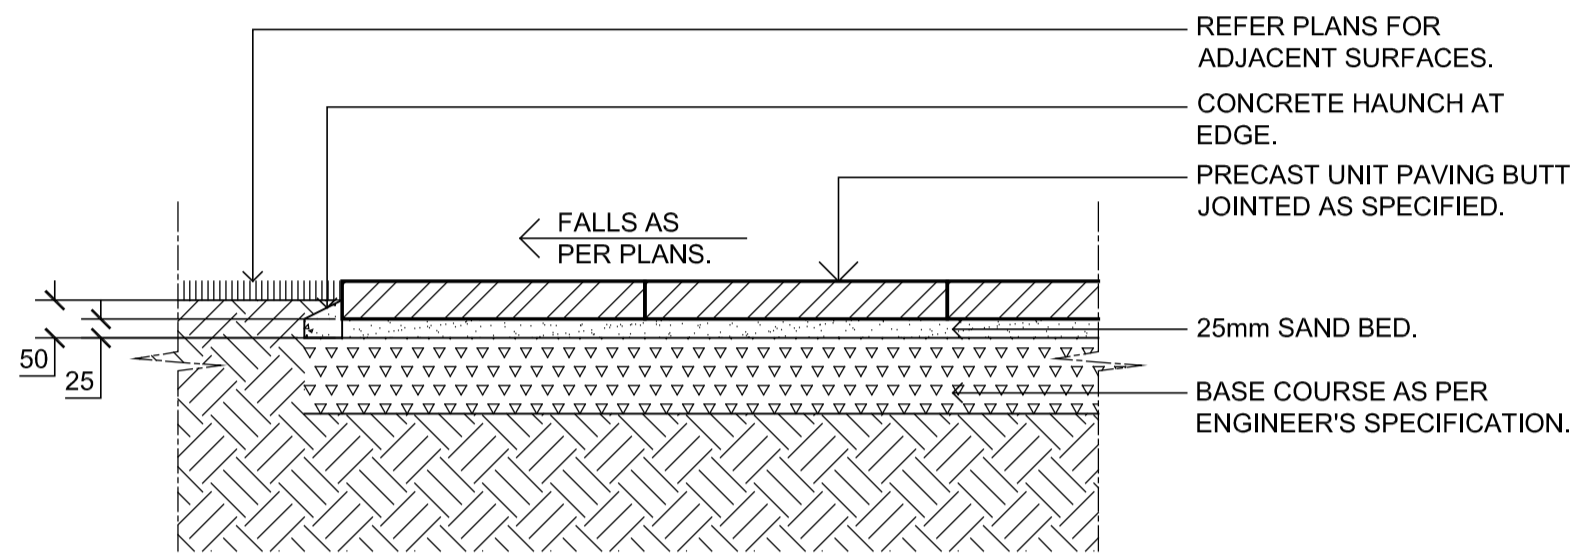 REFER PLANS FOR
ADJACENT SURFACES.
CONCRETE HAUNCH AT
EDGE.
PRECAST UNIT PAVING BUTT
JOINTED AS SPECIFIED.
FALLS AS
PER PLANS.
25mm SAND BED.
50
25
BASE COURSE AS PER
ENGINEER'S SPECIFICATION.